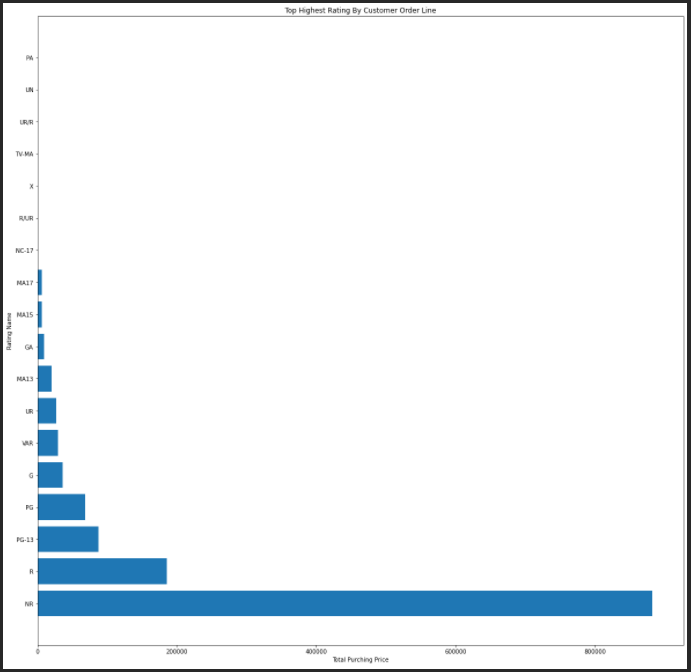 Top Highest Rating By Customer Order Line
PA
UN
UR/R
TV-MA
X
R/UR
NC-17
MA17
MA15
GA
MA13
UR
VAR
G
PG
PG-13
R
NR
Rating Name
0 200000 400000 600000 800000
Total Purching Price